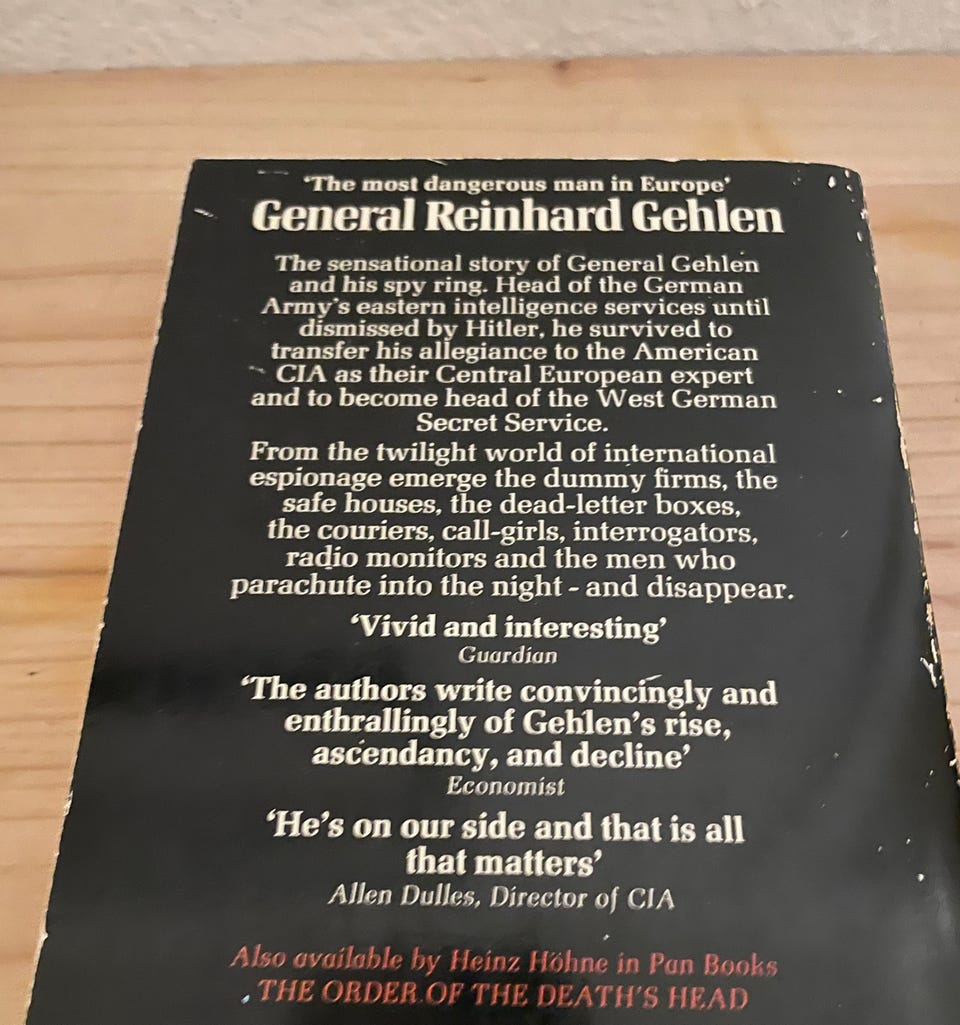 ‘The most dangerous man in Europe’
General Reinhard Gehlen
The sensational story of General Gehlen
and his spy ring. Head of the German
Army’s eastern intelligence services until
dismissed by Hitler, he survived to
transfer his allegiance to the American
CIA as their Central European expert
and to become head of the West German
Secret Service.
From the twilight world of international
espionage emerge the dummy firms, the
safe houses, the dead-letter boxes,
the couriers, call-girls, interrogators,
radio monitors and the men who
parachute into the night - and disappear.
‘Vivid and interesting’
Guardian
‘The authors write convincingly and
enthrallingly of Gehlen’s rise,
ascendancy, and decline’
Economist
‘He’s on our side and that is all
that matters’
Allen Dulles, Director of CIA
Also available by Heinz Höhne in Pan Books
THE ORDER OF THE DEATH’S HEAD